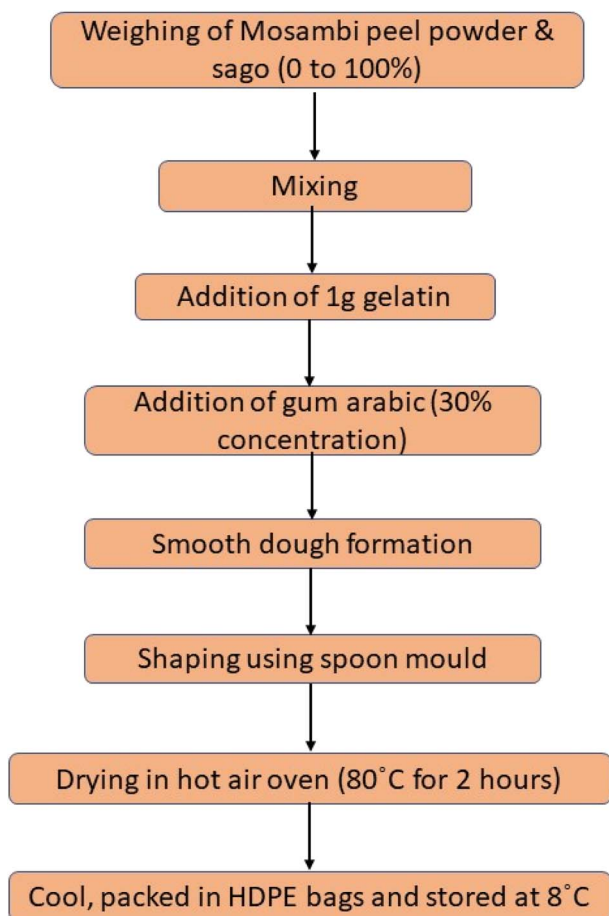 Weighing of Mosambi peel powder &
sago (0 to 100%)
Mixing
Addition of 1g gelatin
Addition of gum arabic (30%
concentration)
Smooth dough formation
Shaping using spoon mould
Drying in hot air oven (80˚C for 2 hours)
Cool, packed in HDPE bags and stored at 8˚C